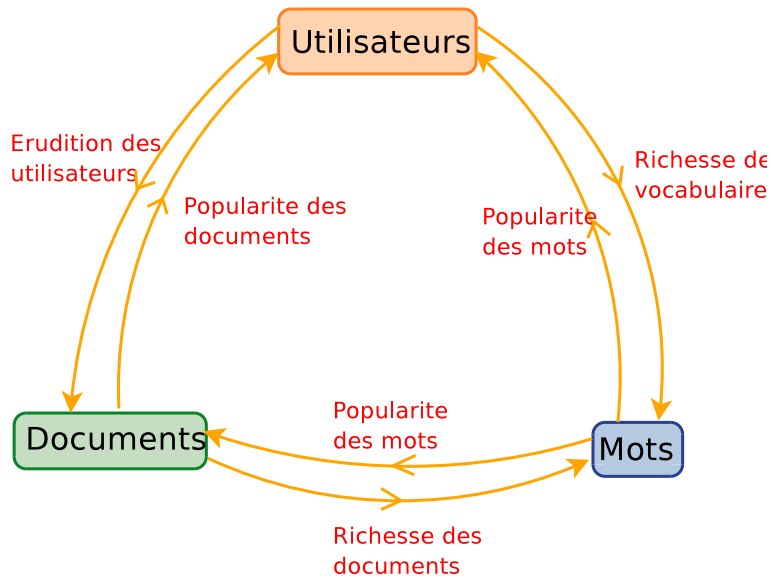 Utilisateurs
Erudition des
utilisateurs
Richesse de
vocabulaire
Popularite des
documents
Popularite
des mots
Documents
Popularite
des mots
Mots
Richesse des
documents